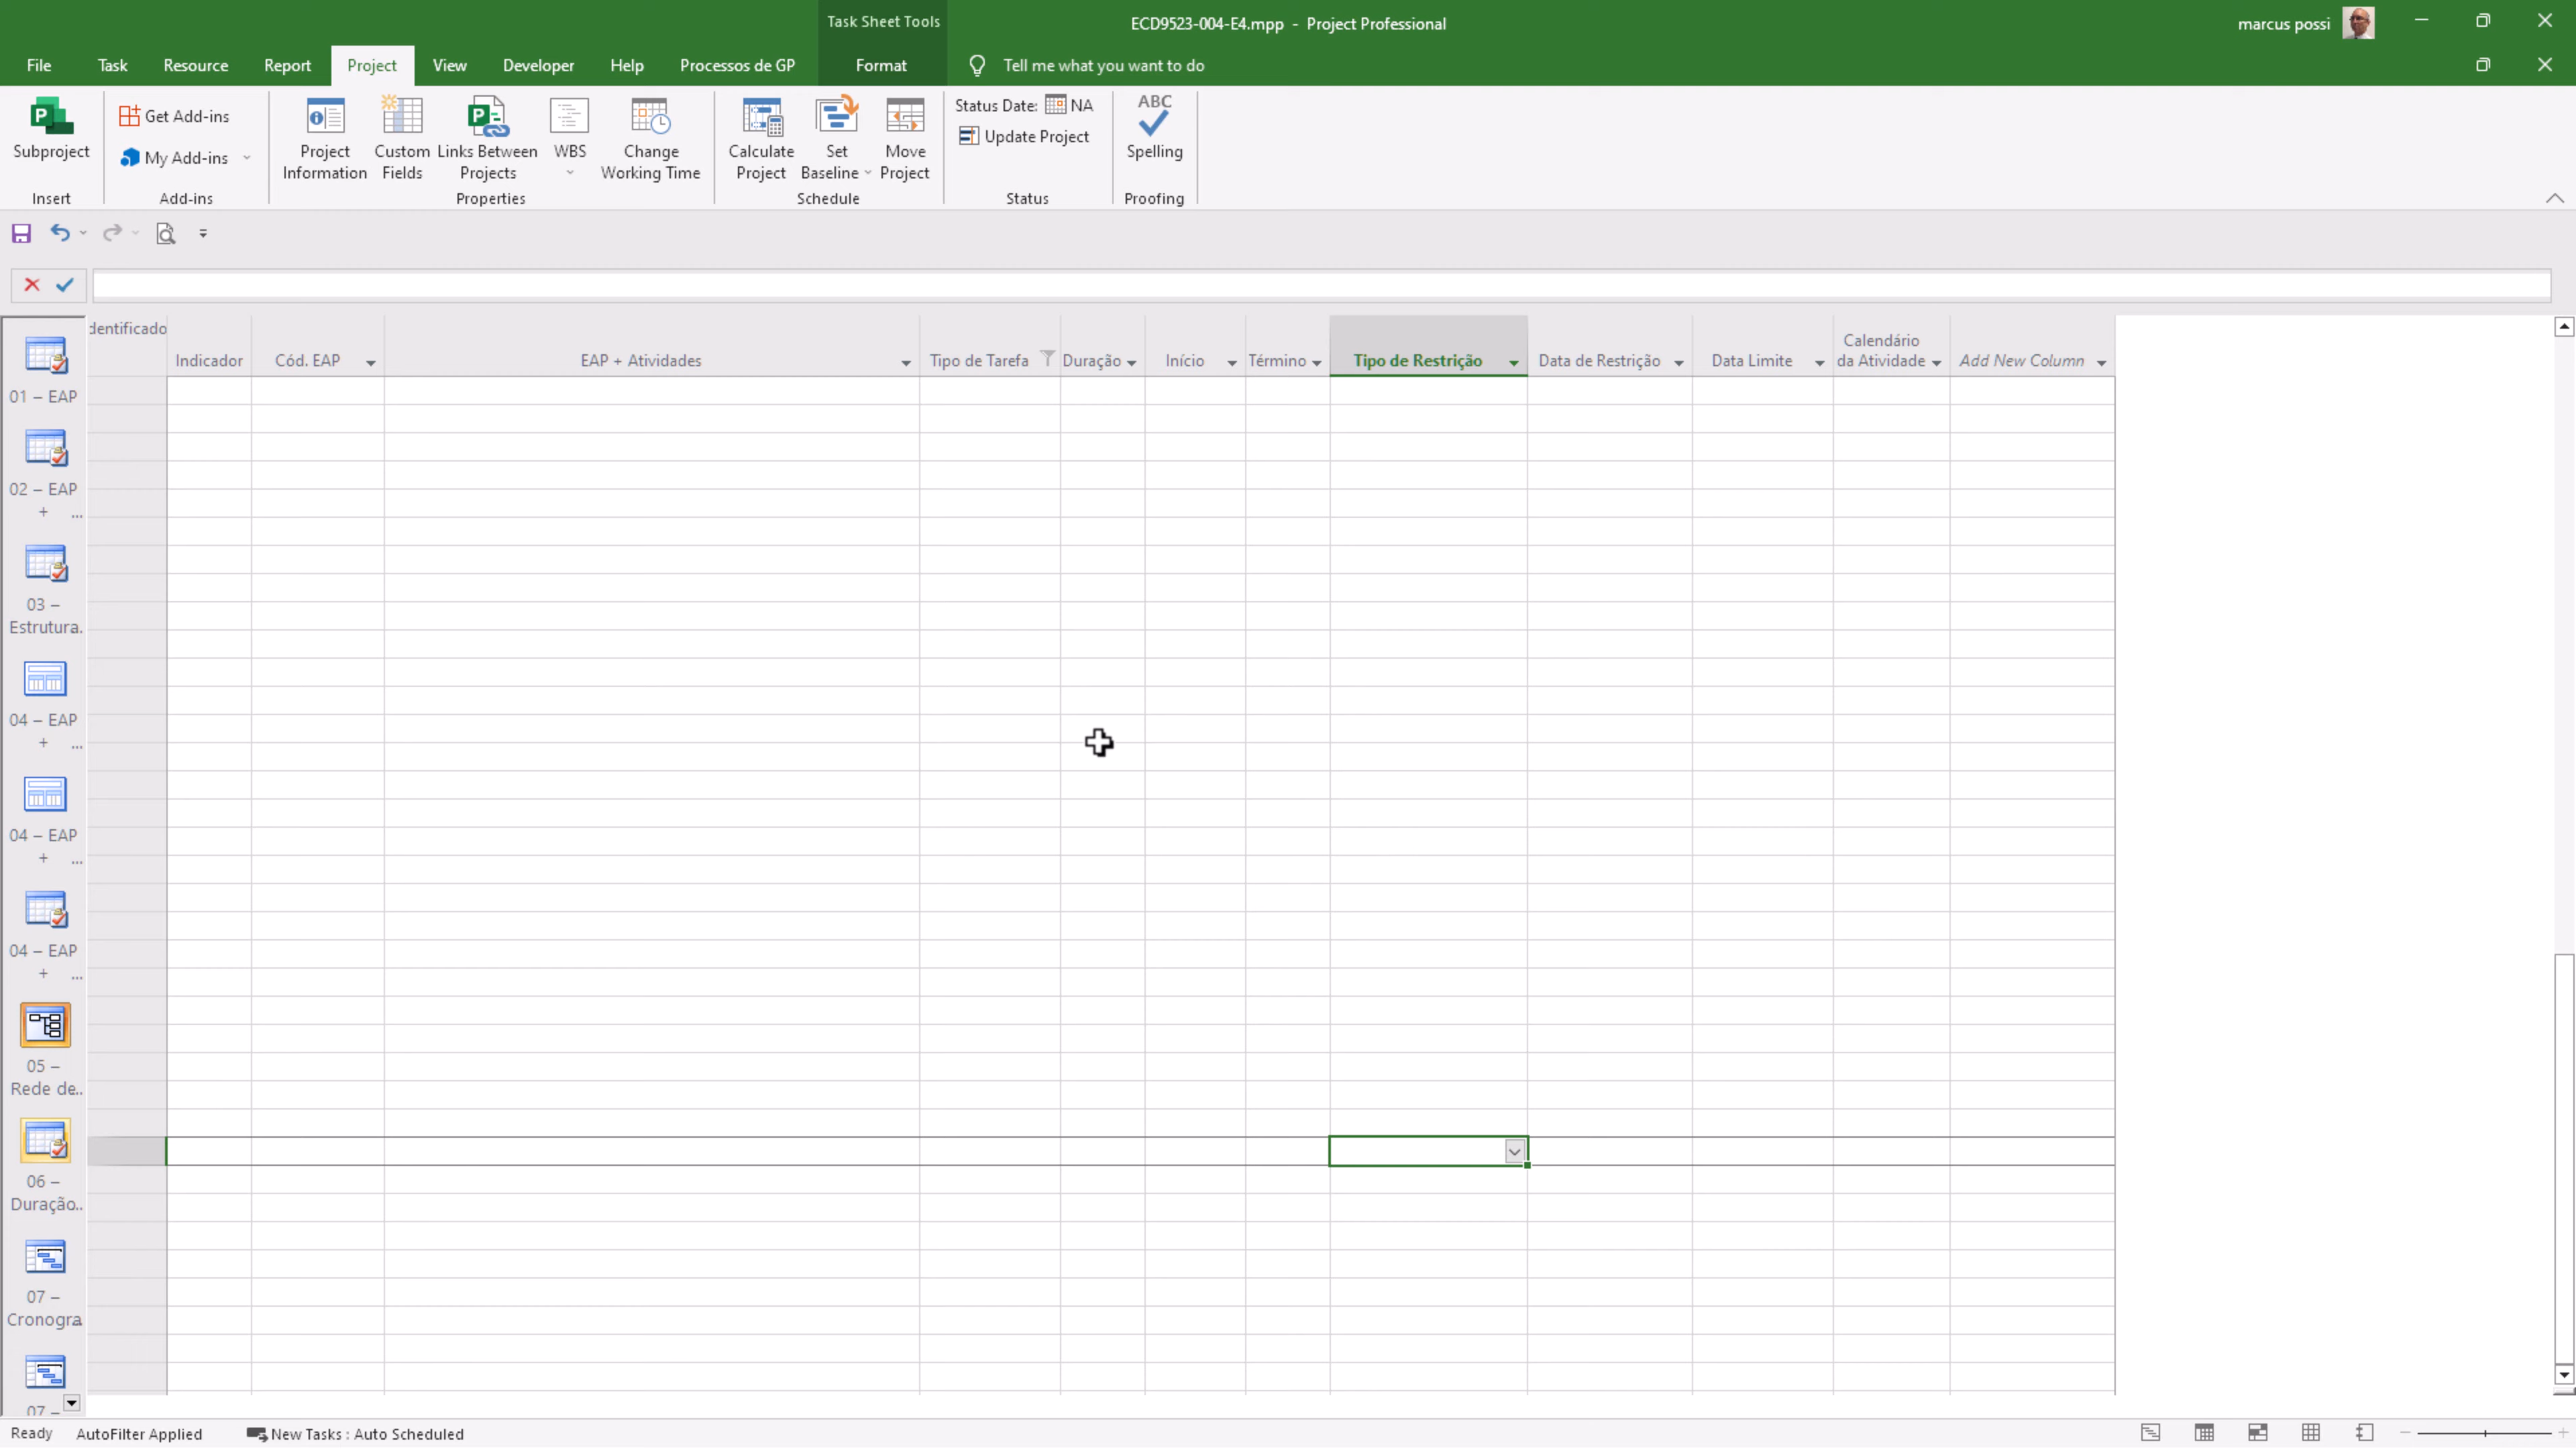 Task Sheet Tools
ECD9523-004-E4.mpp - Project Professional
marcus possi
File Task Resource Report Project View Developer Help Processos de GP Format Tell me what you want to do
Subproject
Insert
Get Add-ins
My Add-ins
Add-ins
Project Information
Custom Fields
Links Between Projects
WBS
Change Working Time
Properties
Calculate Project
Set Baseline
Move Project
Schedule
Status Date: NA
Update Project
Status
ABC
Spelling
Proofing
dentificado
Indicador Cód. EAP EAP + Atividades Tipo de Tarefa Duração Início Término Tipo de Restrição Data de Restrição Data Limite Calendário da Atividade Add New Column
01 – EAP
02 – EAP
+ ...
03 –
Estrutura.
04 – EAP
+ ...
04 – EAP
+ ...
04 – EAP
+ ...
05 –
Rede de..
06 –
Duração..
07 –
Cronogra
07 –
Ready AutoFilter Applied New Tasks : Auto Scheduled